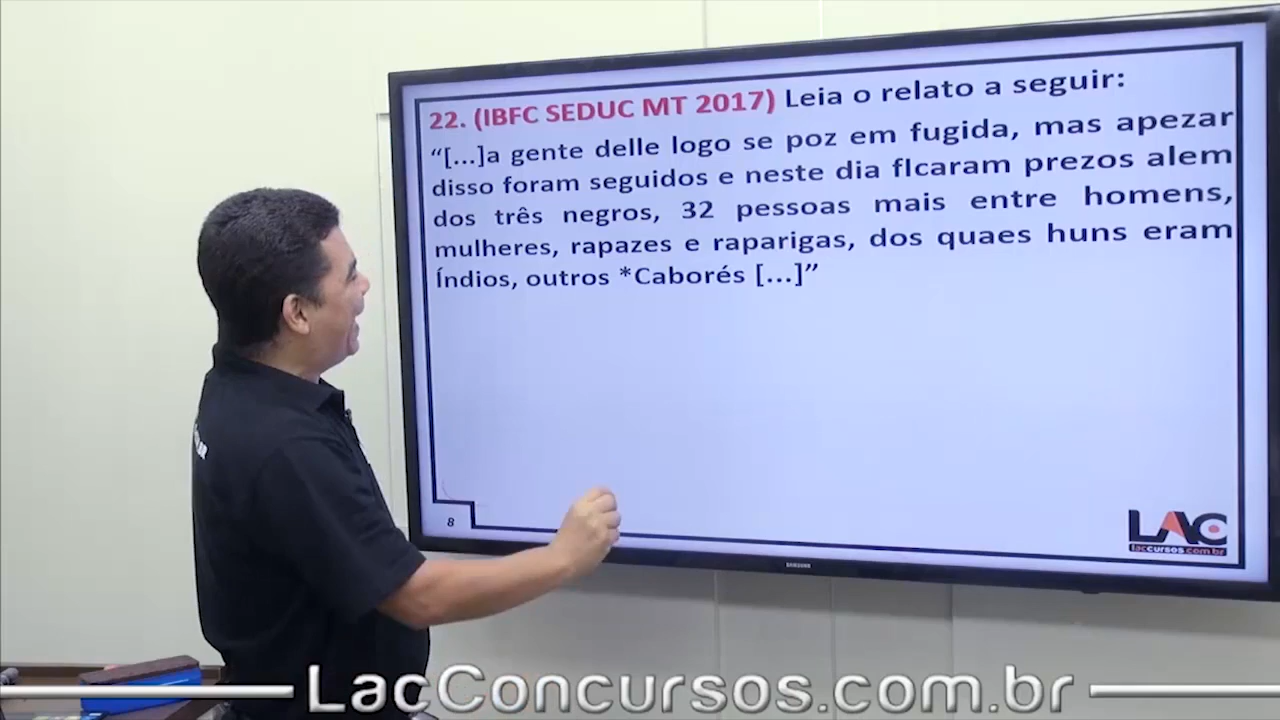 22. (IBFC SEDUC MT 2017) Leia o relato a seguir:
“[...]a gente delle logo se poz em fugida, mas apezar
disso foram seguidos e neste dia fIcaram prezos alem
dos três negros, 32 pessoas mais entre homens,
mulheres, rapazes e raparigas, dos quaes huns eram
Índios, outros *Caborés [...]”
8
LAC
laccursos.com.br
SAMSUNG
LacConcursos.com.br